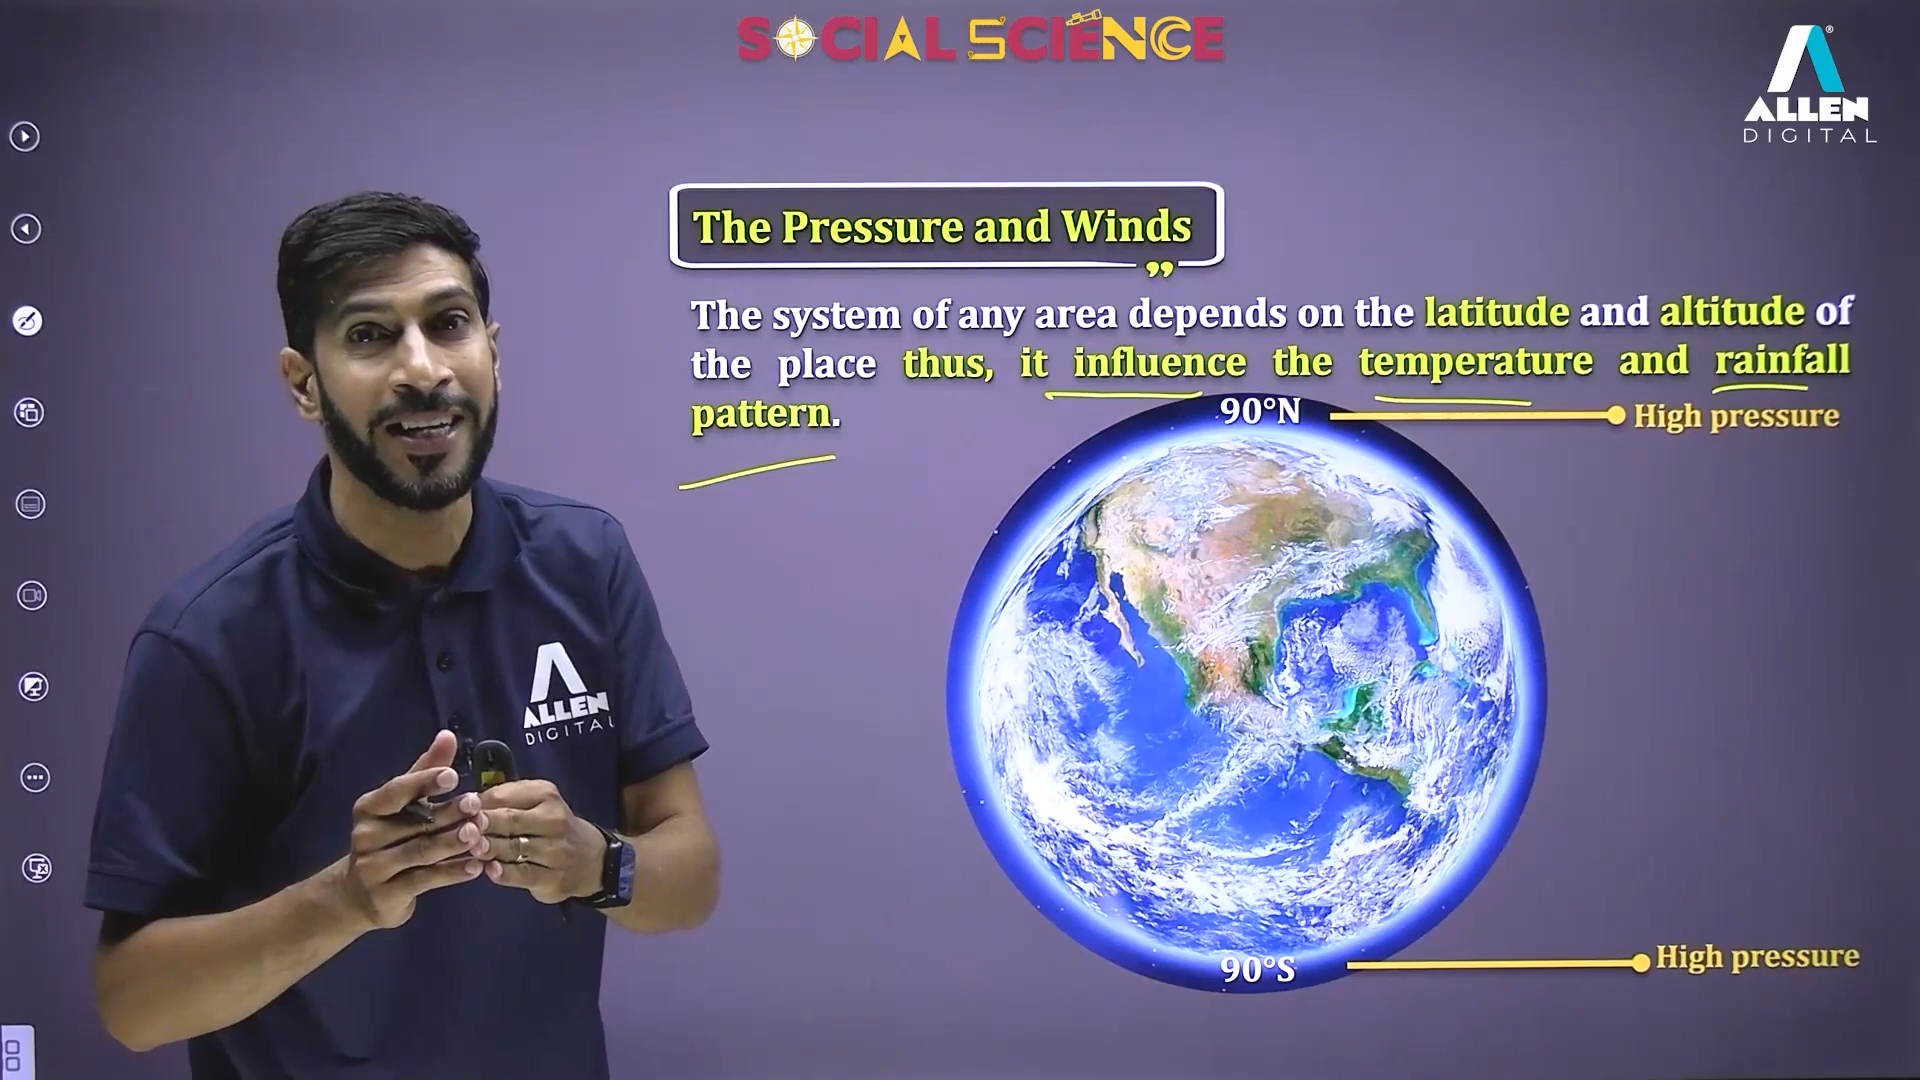 SOCIAL SCIENCE
ALLEN
DIGITAL
The Pressure and Winds
”
The system of any area depends on the latitude and altitude of
the place thus, it influence the temperature and rainfall
pattern.
90°N
High pressure
ALLEN
DIGITAL
90°S
High pressure